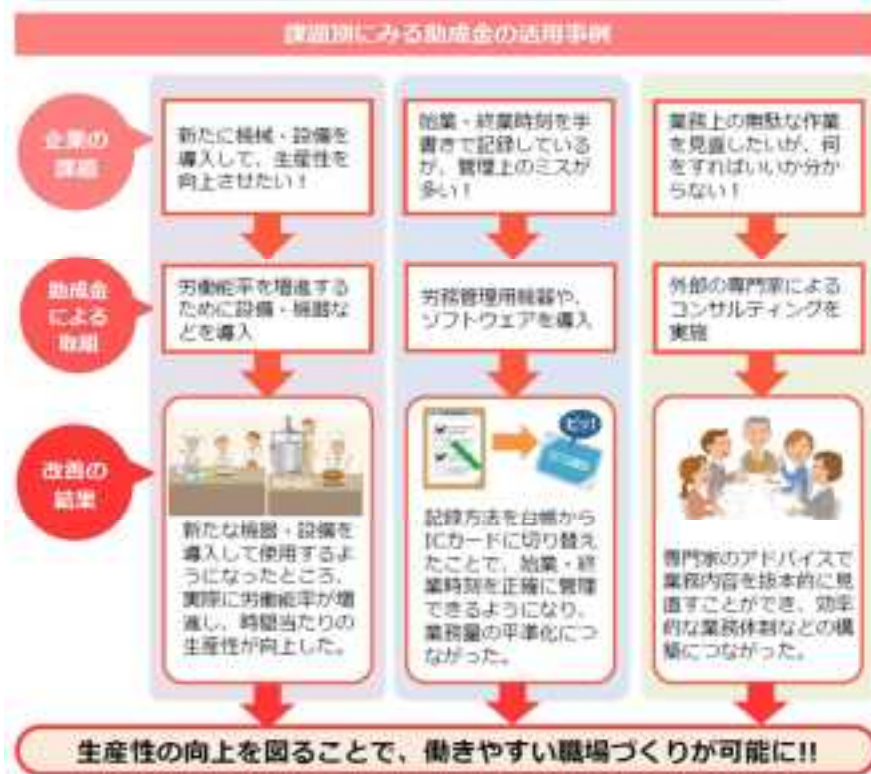 課題別にみる助成金の活用事例
企業の
課題
新たに機械・設備を
導入して、生産性を
向上させたい！
始業・終業時刻を手
書きで記録している
が、管理上のミスが
多い！
業務上の無駄な作業
を見直したいが、何
をすればいいか分か
らない！
助成金
による
取組
労働能率を増進する
ために設備・機器な
どを導入
労務管理用機器や、
ソフトウェアを導入
外部の専門家による
コンサルティングを
実施
改善の
結果
新たな機器・設備を
導入して使用するよ
うになったところ、
実際に労働能率が増
進し、時間当たりの
生産性が向上した。
ピッ!
記録方法を台帳から
ICカードに切り替え
たことで、始業・終
業時刻を正確に管理
できるようになり、
業務量の平準化につ
ながった。
専門家のアドバイスで
業務内容を抜本的に見
直すことができ、効率
的な業務体制などの構
築につながった。
生産性の向上を図ることで、働きやすい職場づくりが可能に!!